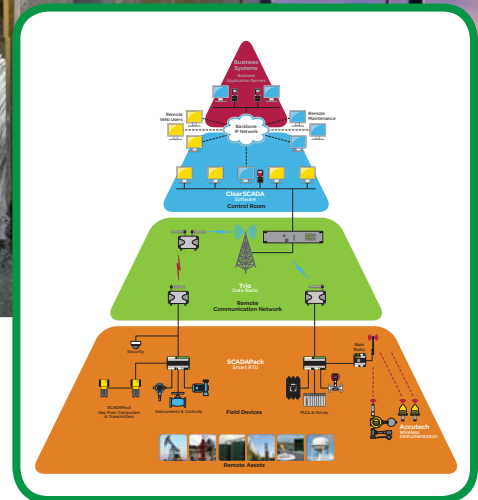 Business
Systems
Business
Application Servers
Remote
Web Users
Remote
Maintenance
Backbone
IP Network
ClearSCADA
Software
Control Room
Trio
Data Radio
Remote
Communication Network
Security
SCADAPack
Smart RTU
Base
Radio
SCADAPack
Gas Flow Computers
& Transmitters
Instruments & Controls
Field Devices
PLCs & Drives
Accutech
Wireless
Instrumentation
Remote Assets